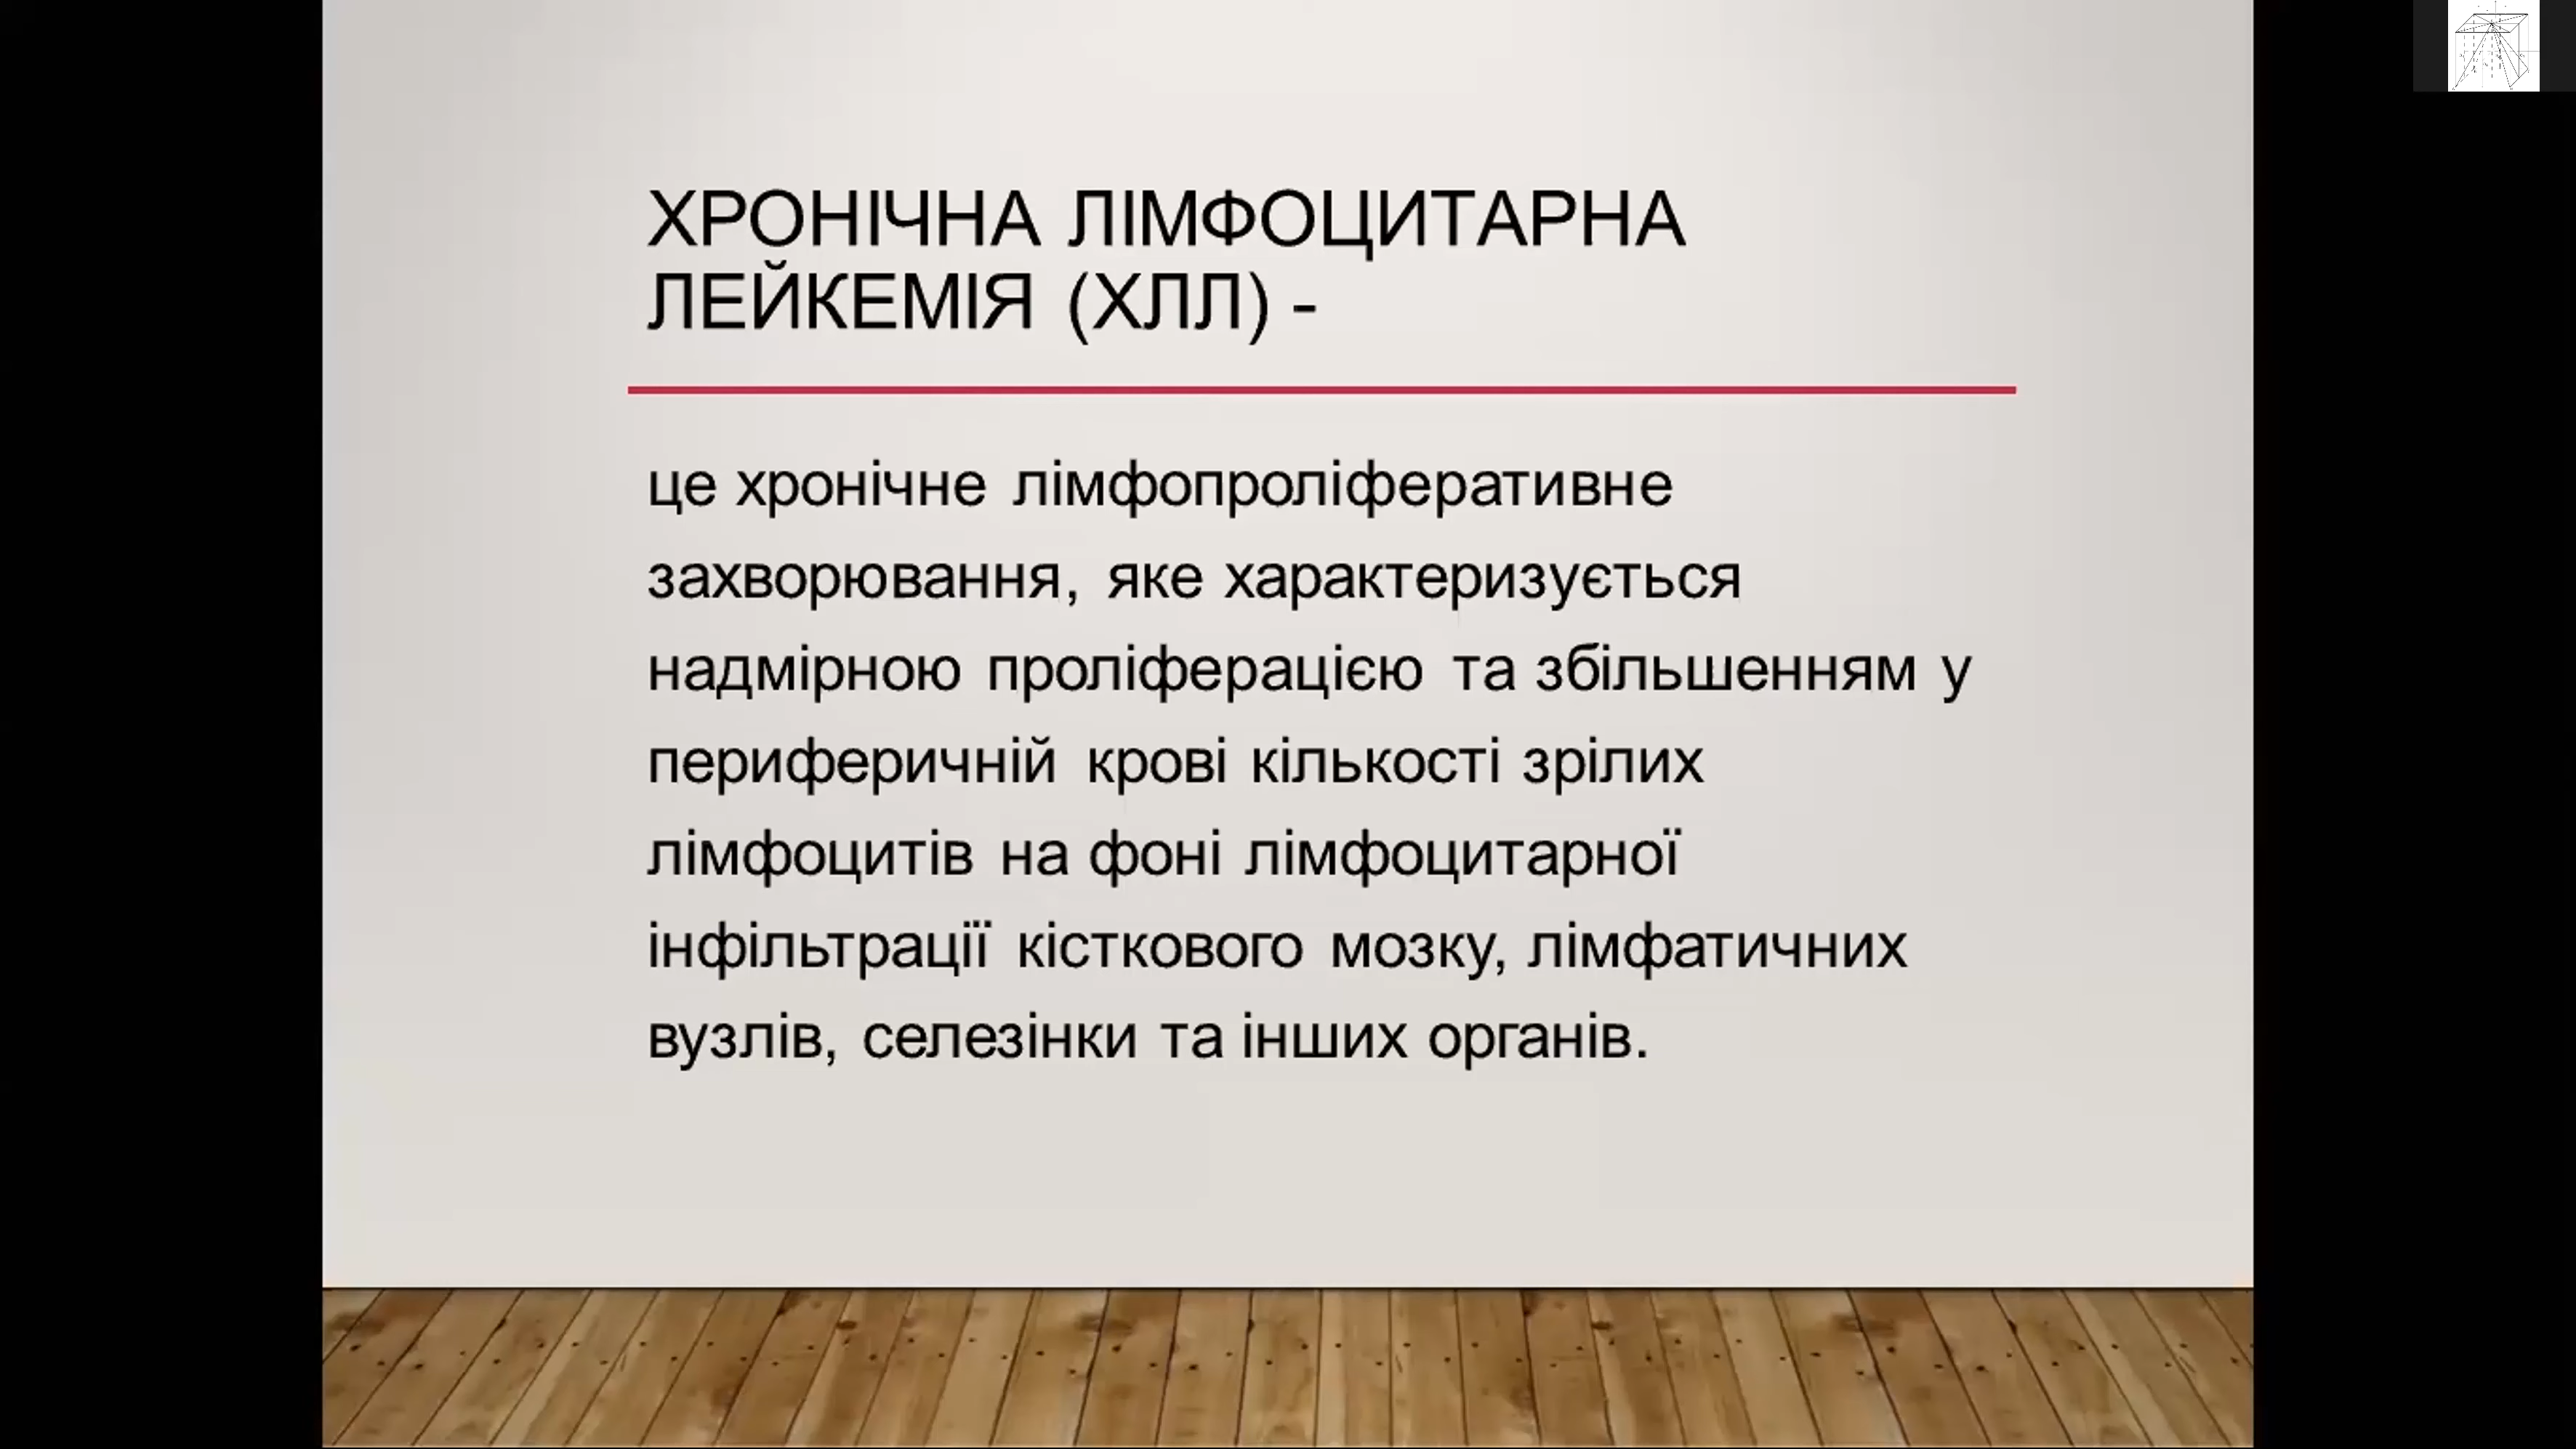 ХРОНІЧНА ЛІМФОЦИТАРНА
ЛЕЙКЕМІЯ (ХЛЛ) -
це хронічне лімфопроліферативне
захворювання, яке характеризується
надмірною проліферацією та збільшенням у
периферичній крові кількості зрілих
лімфоцитів на фоні лімфоцитарної
інфільтрації кісткового мозку, лімфатичних
вузлів, селезінки та інших органів.